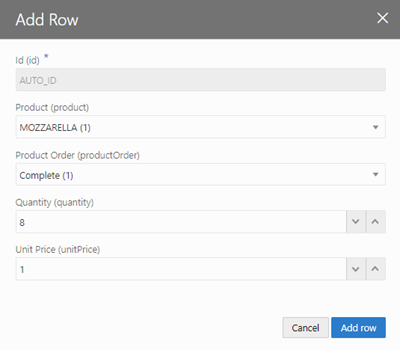 Add Row
Id (id) *
AUTO_ID
Product (product)
MOZZARELLA (1)
Product Order (productOrder)
Complete (1)
Quantity (quantity)
8
Unit Price (unitPrice)
1
Cancel Add row